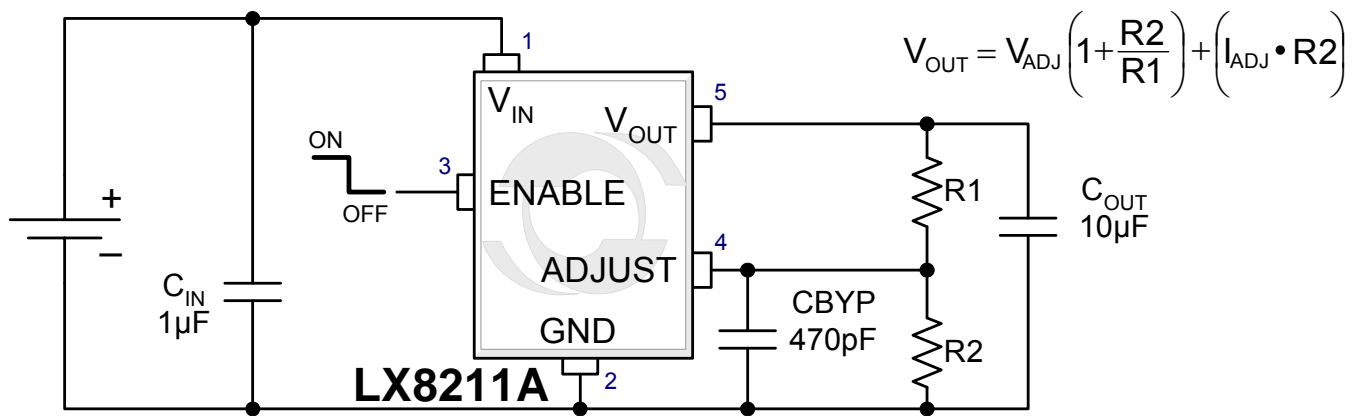 V_OUT = V_ADJ (1 + R2/R1) + (I_ADJ • R2)
1
V_IN
5
V_OUT
ON
3
OFF
ENABLE
R1
C_OUT
10µF
+
–
4
ADJUST
C_IN
1µF
CBYP
470pF
GND
R2
LX8211A
2